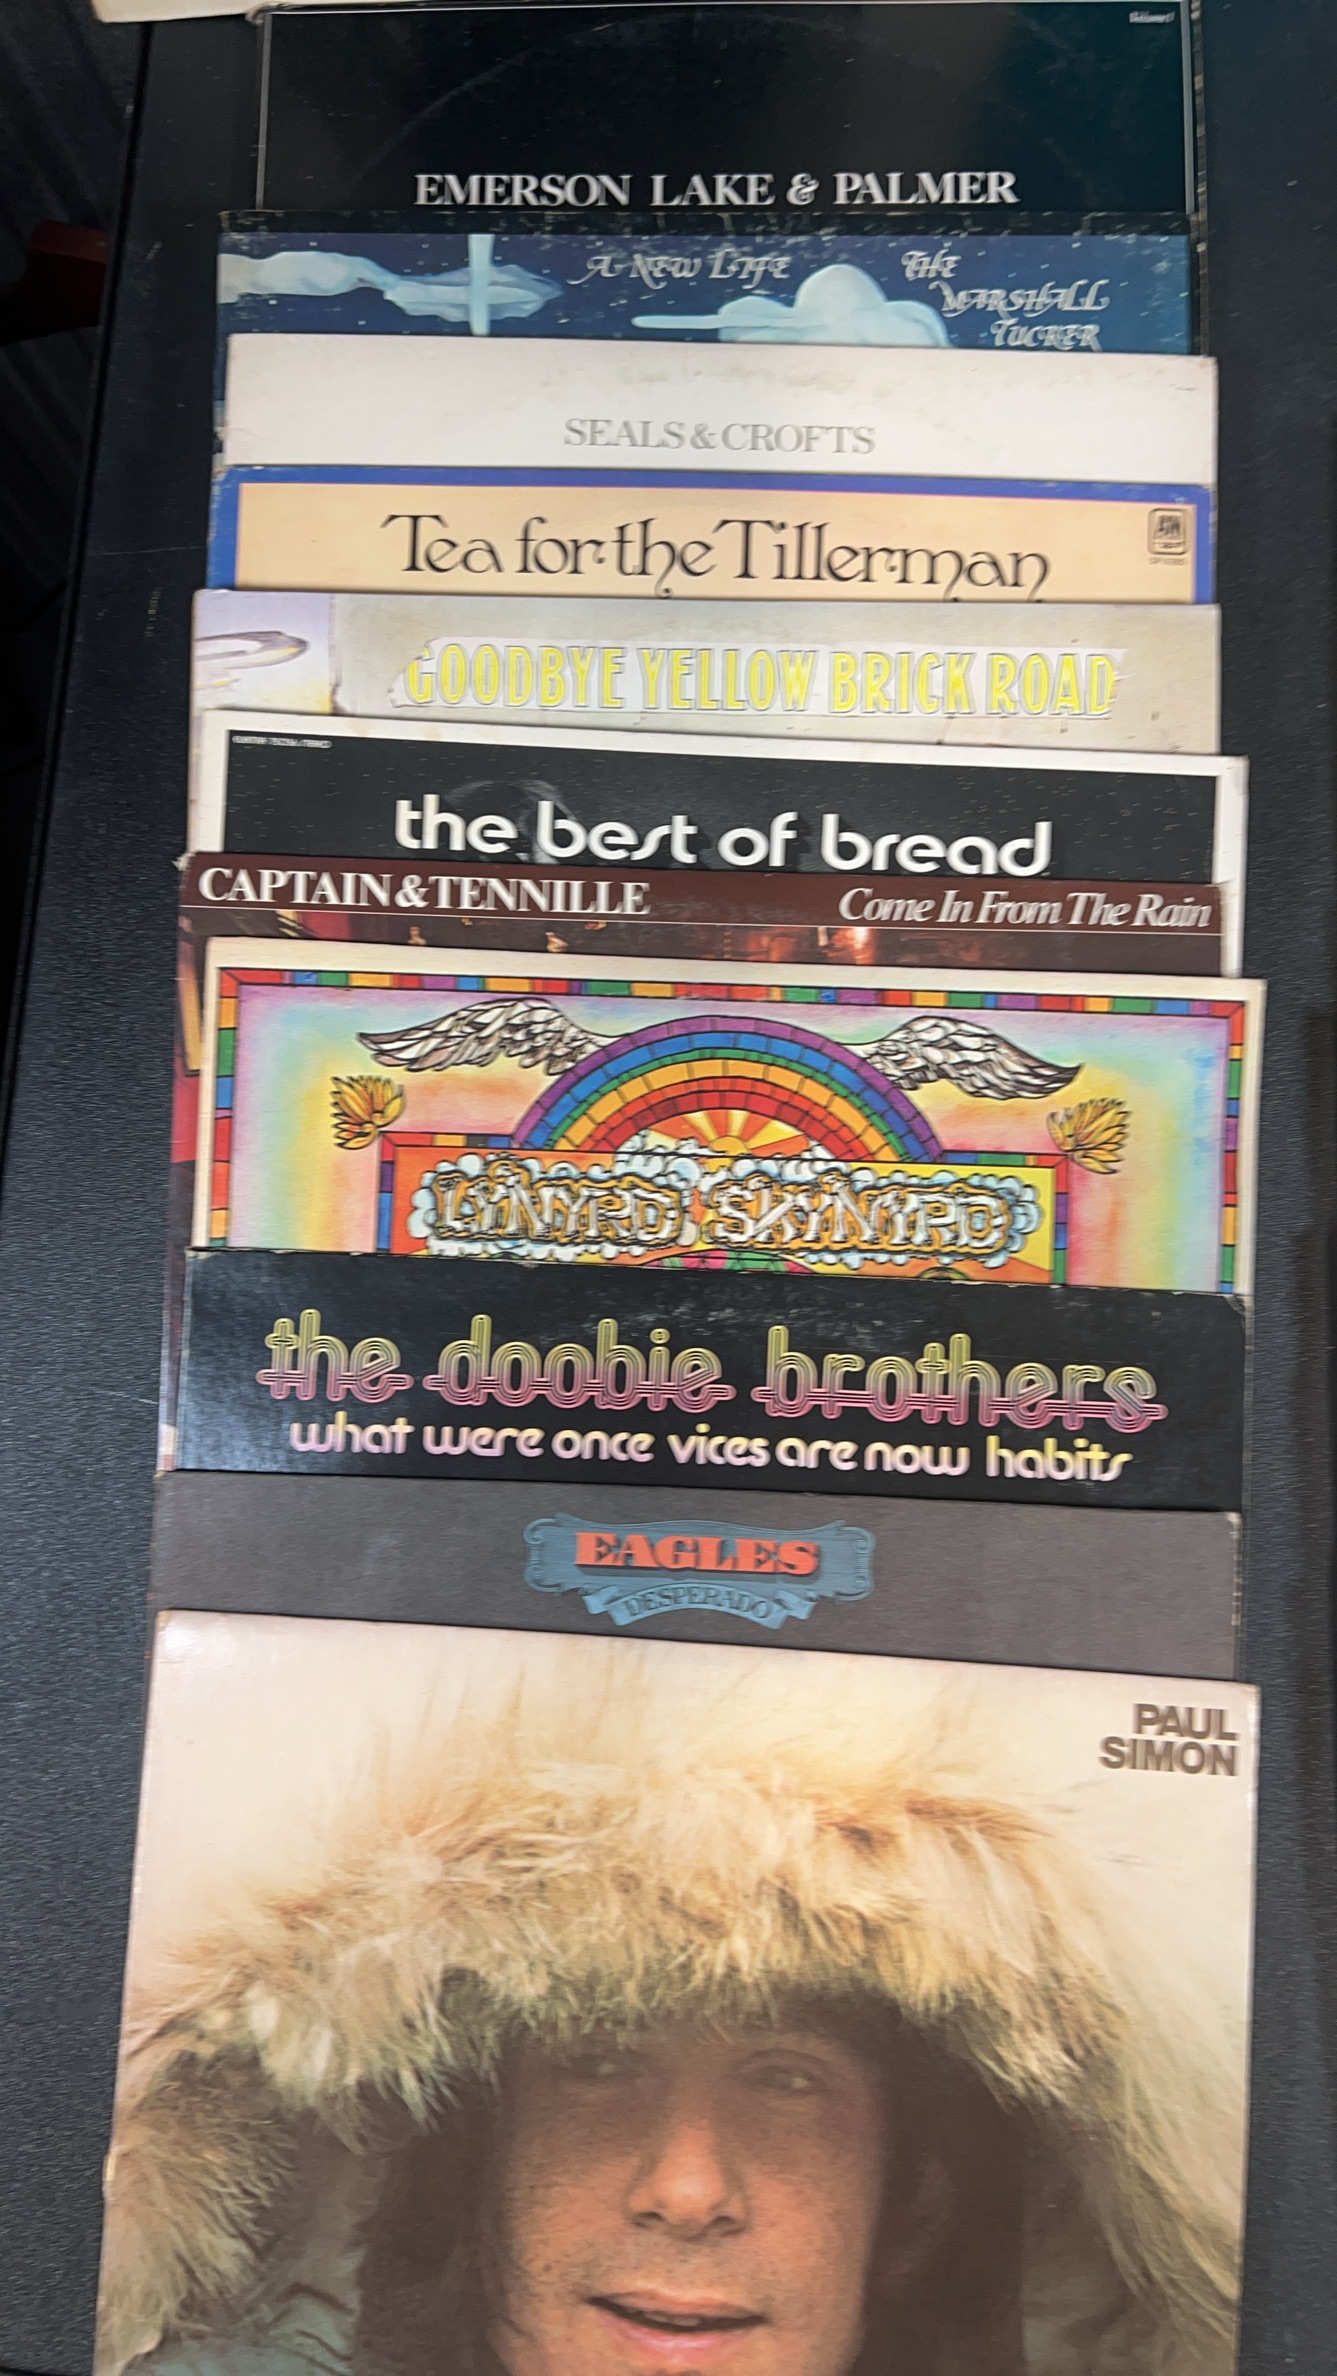 EMERSON LAKE & PALMER
A NEW LIFE THE
MARSHALL
TUCKER
SEALS & CROFTS
Tea for the Tillerman
GOODBYE YELLOW BRICK ROAD
the best of bread
CAPTAIN & TENNILLE Come In From The Rain
LYNYRD SKYNYRD
the doobie brothers
what were once vices are now habits
EAGLES
DESPERADO
PAUL
SIMON